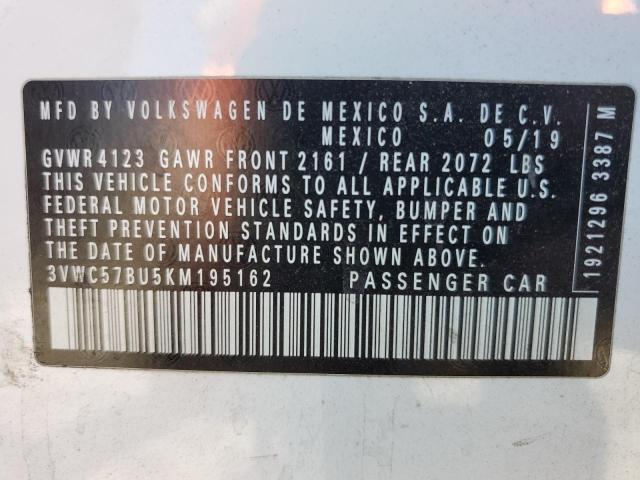 MFD BY VOLKSWAGEN DE MEXICO S.A. DE C.V.
MEXICO 05/19
GVWR 4123 GAWR FRONT 2161 / REAR 2072 LBS
THIS VEHICLE CONFORMS TO ALL APPLICABLE U.S.
FEDERAL MOTOR VEHICLE SAFETY, BUMPER AND
THEFT PREVENTION STANDARDS IN EFFECT ON
THE DATE OF MANUFACTURE SHOWN ABOVE.
3VWC57BU5KM195162 PASSENGER CAR
1921296 3387 M